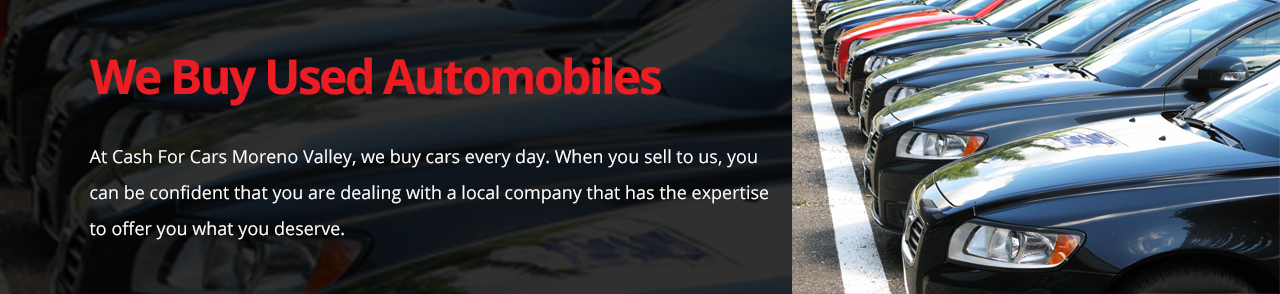 We Buy Used Automobiles
At Cash For Cars Moreno Valley, we buy cars every day. When you sell to us, you
can be confident that you are dealing with a local company that has the expertise
to offer you what you deserve.